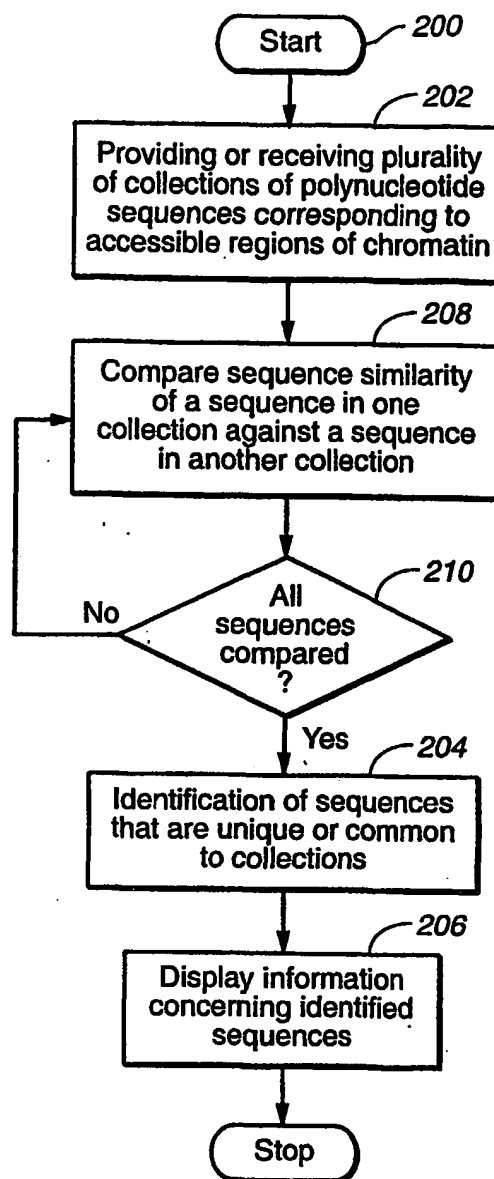 Start
200
202
Providing or receiving plurality
of collections of polynucleotide
sequences corresponding to
accessible regions of chromatin
208
Compare sequence similarity
of a sequence in one
collection against a sequence
in another collection
210
No
All
sequences
compared
?
Yes
204
Identification of sequences
that are unique or common
to collections
206
Display information
concerning identified
sequences
Stop